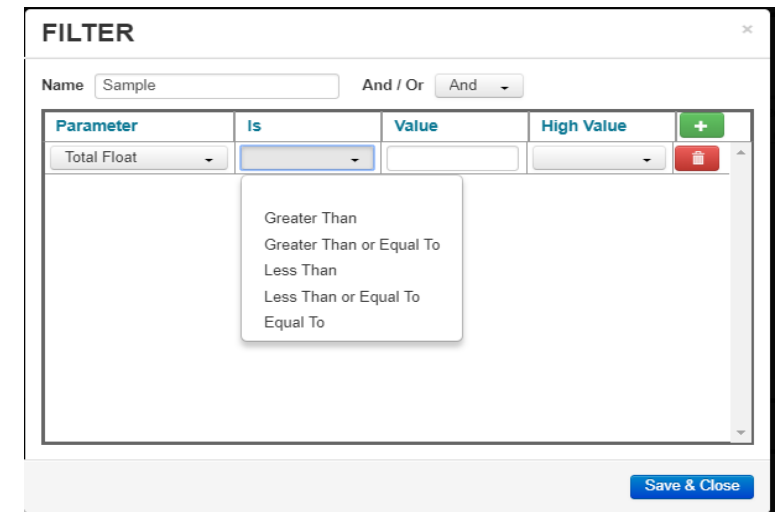 FILTER ×
Name Sample And / Or And
Parameter Is Value High Value +
Total Float
Greater Than
Greater Than or Equal To
Less Than
Less Than or Equal To
Equal To
Save & Close